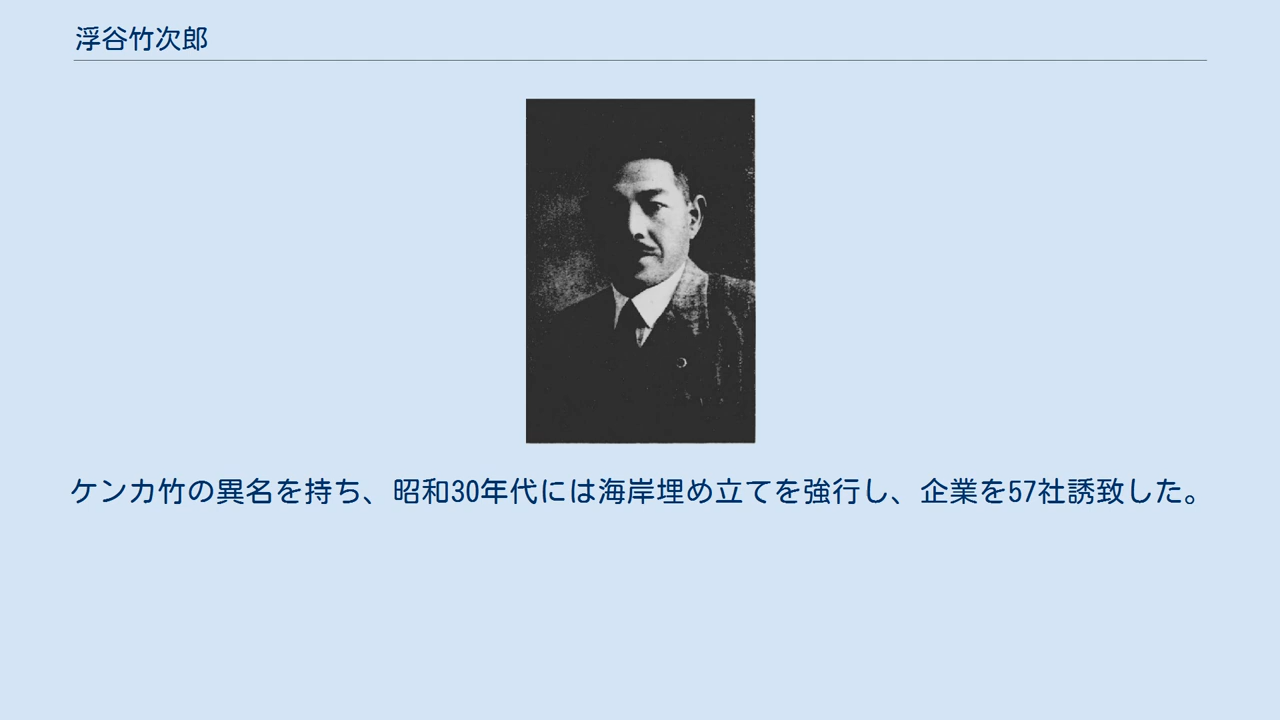 浮谷竹次郎
ケンカ竹の異名を持ち、昭和30年代には海岸埋め立てを強行し、企業を57社誘致した。